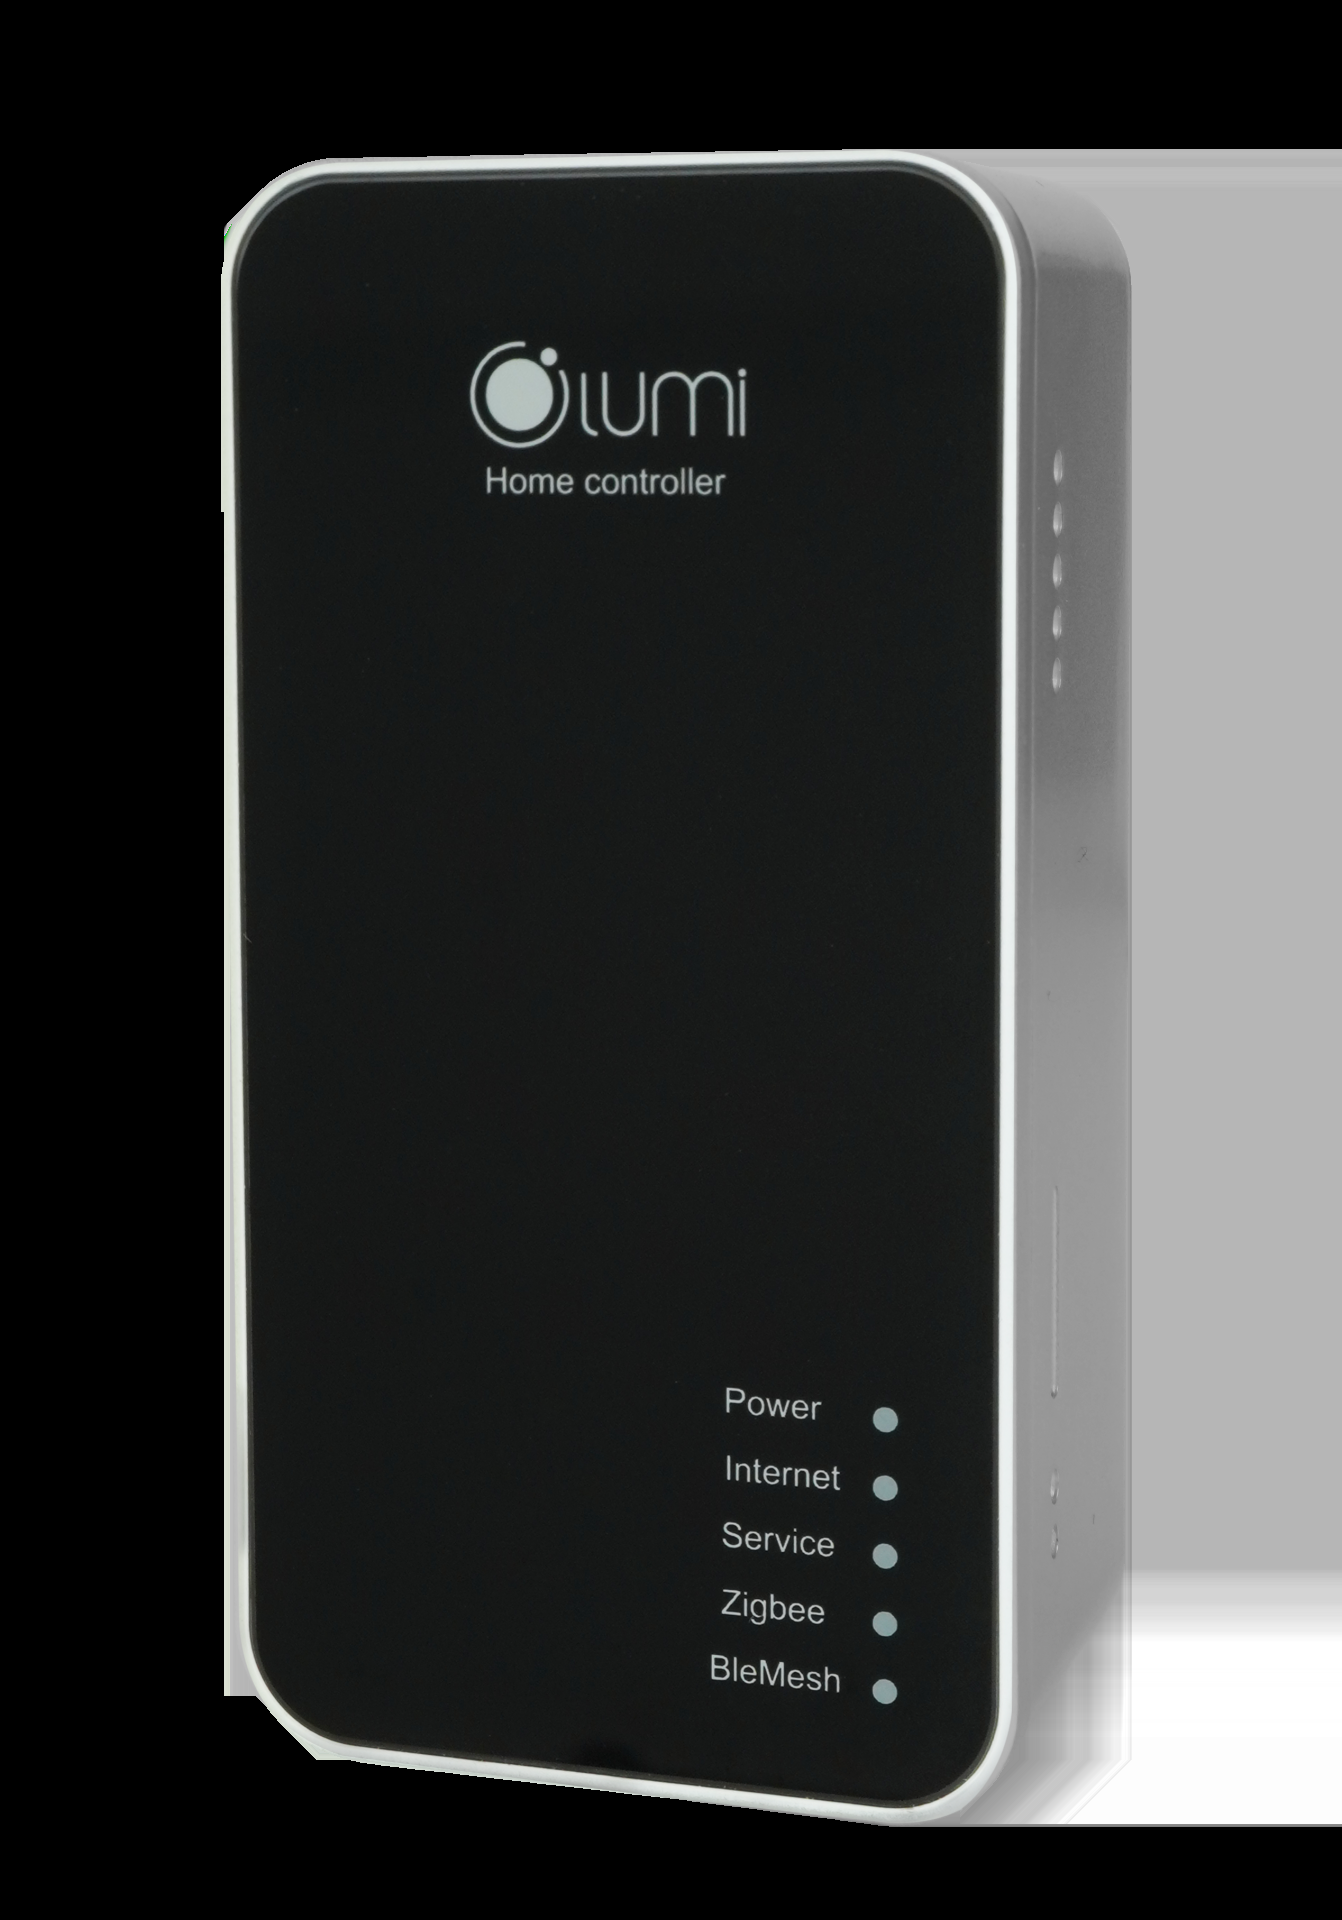 lumi
Home controller
Power
Internet
Service
Zigbee
BleMesh